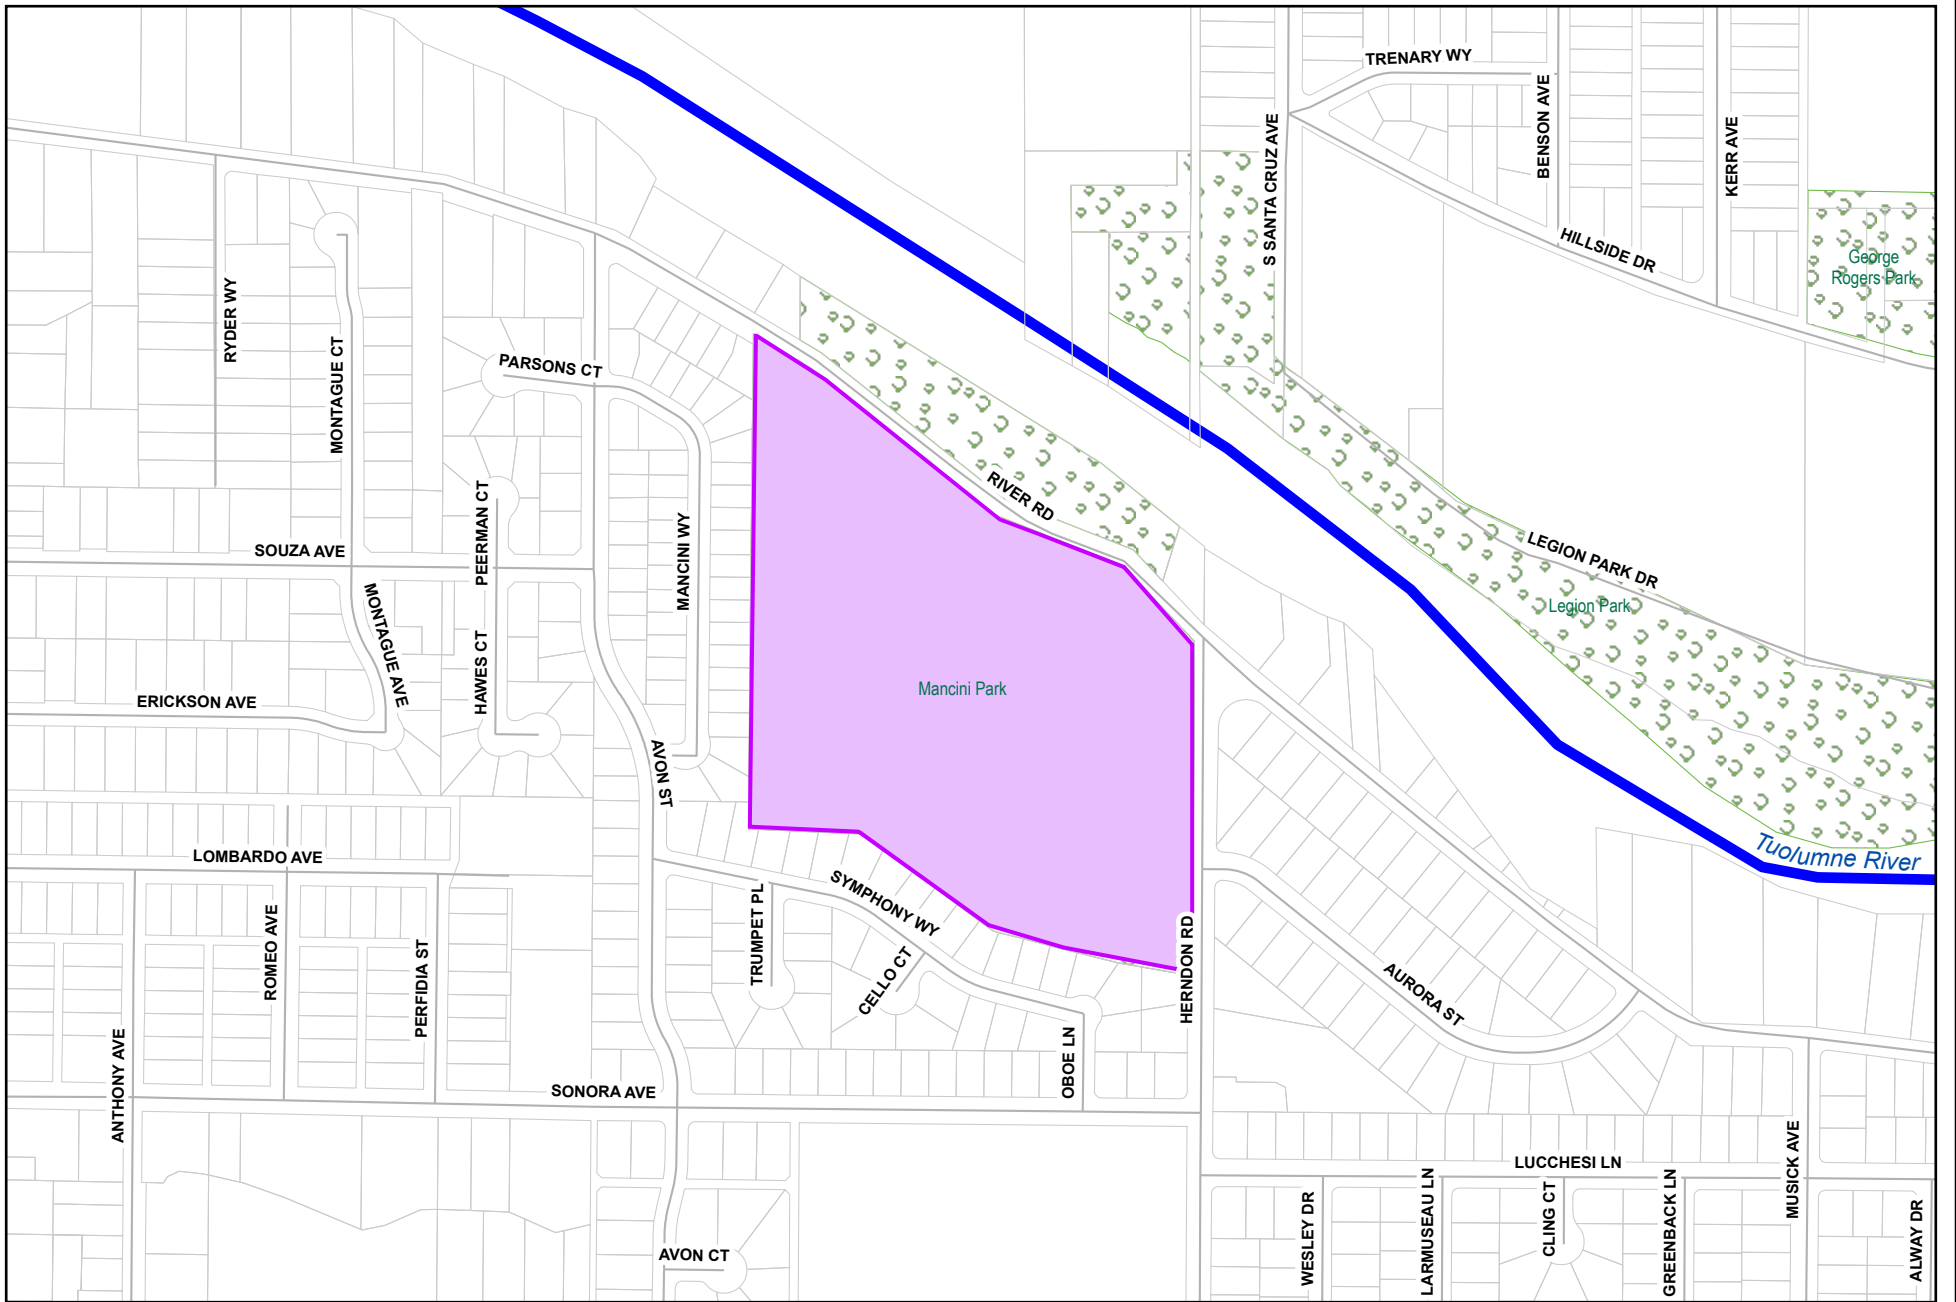 TRENARY WY
BENSON AVE
KERR AVE
S SANTA CRUZ AVE
HILLSIDE DR
George
Rogers Park
RYDER WY
MONTAGUE CT
PARSONS CT
PEERMAN CT
MANCINI WY
RIVER RD
SOUZA AVE
LEGION PARK DR
Legion Park
MONTAGUE AVE
HAWES CT
ERICKSON AVE
Mancini Park
AVON ST
Tuolumne River
LOMBARDO AVE
SYMPHONY WY
TRUMPET PL
ROMEO AVE
PERFIDIA ST
CELLO CT
HERNDON RD
AURORA ST
ANTHONY AVE
OBOE LN
SONORA AVE
MUSICK AVE
LUCCHESI LN
WESLEY DR
LARMUSEAU LN
CLING CT
GREENBACK LN
ALWAY DR
AVON CT